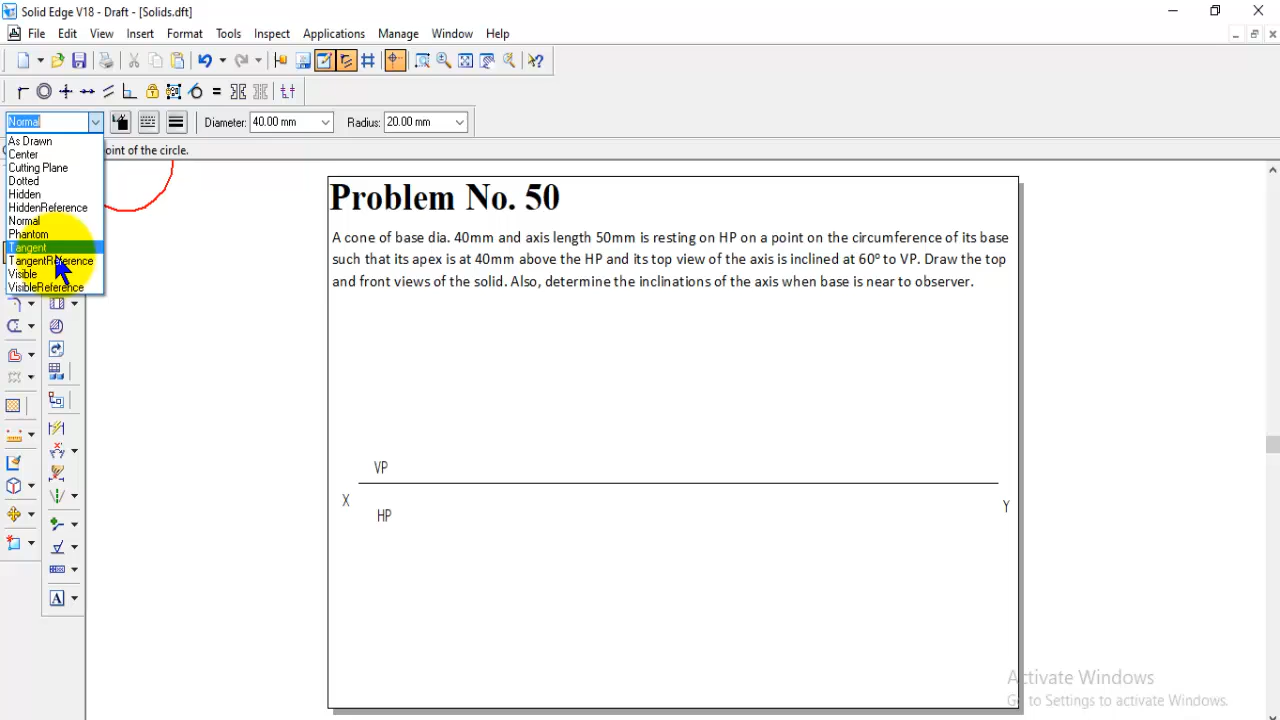 Solid Edge V18 - Draft - [Solids.dft]
File Edit View Insert Format Tools Inspect Applications Manage Window Help
Normal Diameter: 40.00 mm Radius: 20.00 mm
As Drawn
oint of the circle.
Center
Cutting Plane
Dotted
Hidden
HiddenReference
Normal
Phantom
Tangent
TangentReference
Visible
VisibleReference
Problem No. 50
A cone of base dia. 40mm and axis length 50mm is resting on HP on a point on the circumference of its base
such that its apex is at 40mm above the HP and its top view of the axis is inclined at 60° to VP. Draw the top
and front views of the solid. Also, determine the inclinations of the axis when base is near to observer.
VP
X
HP
Y
A
Activate Windows
Go to Settings to activate Windows.